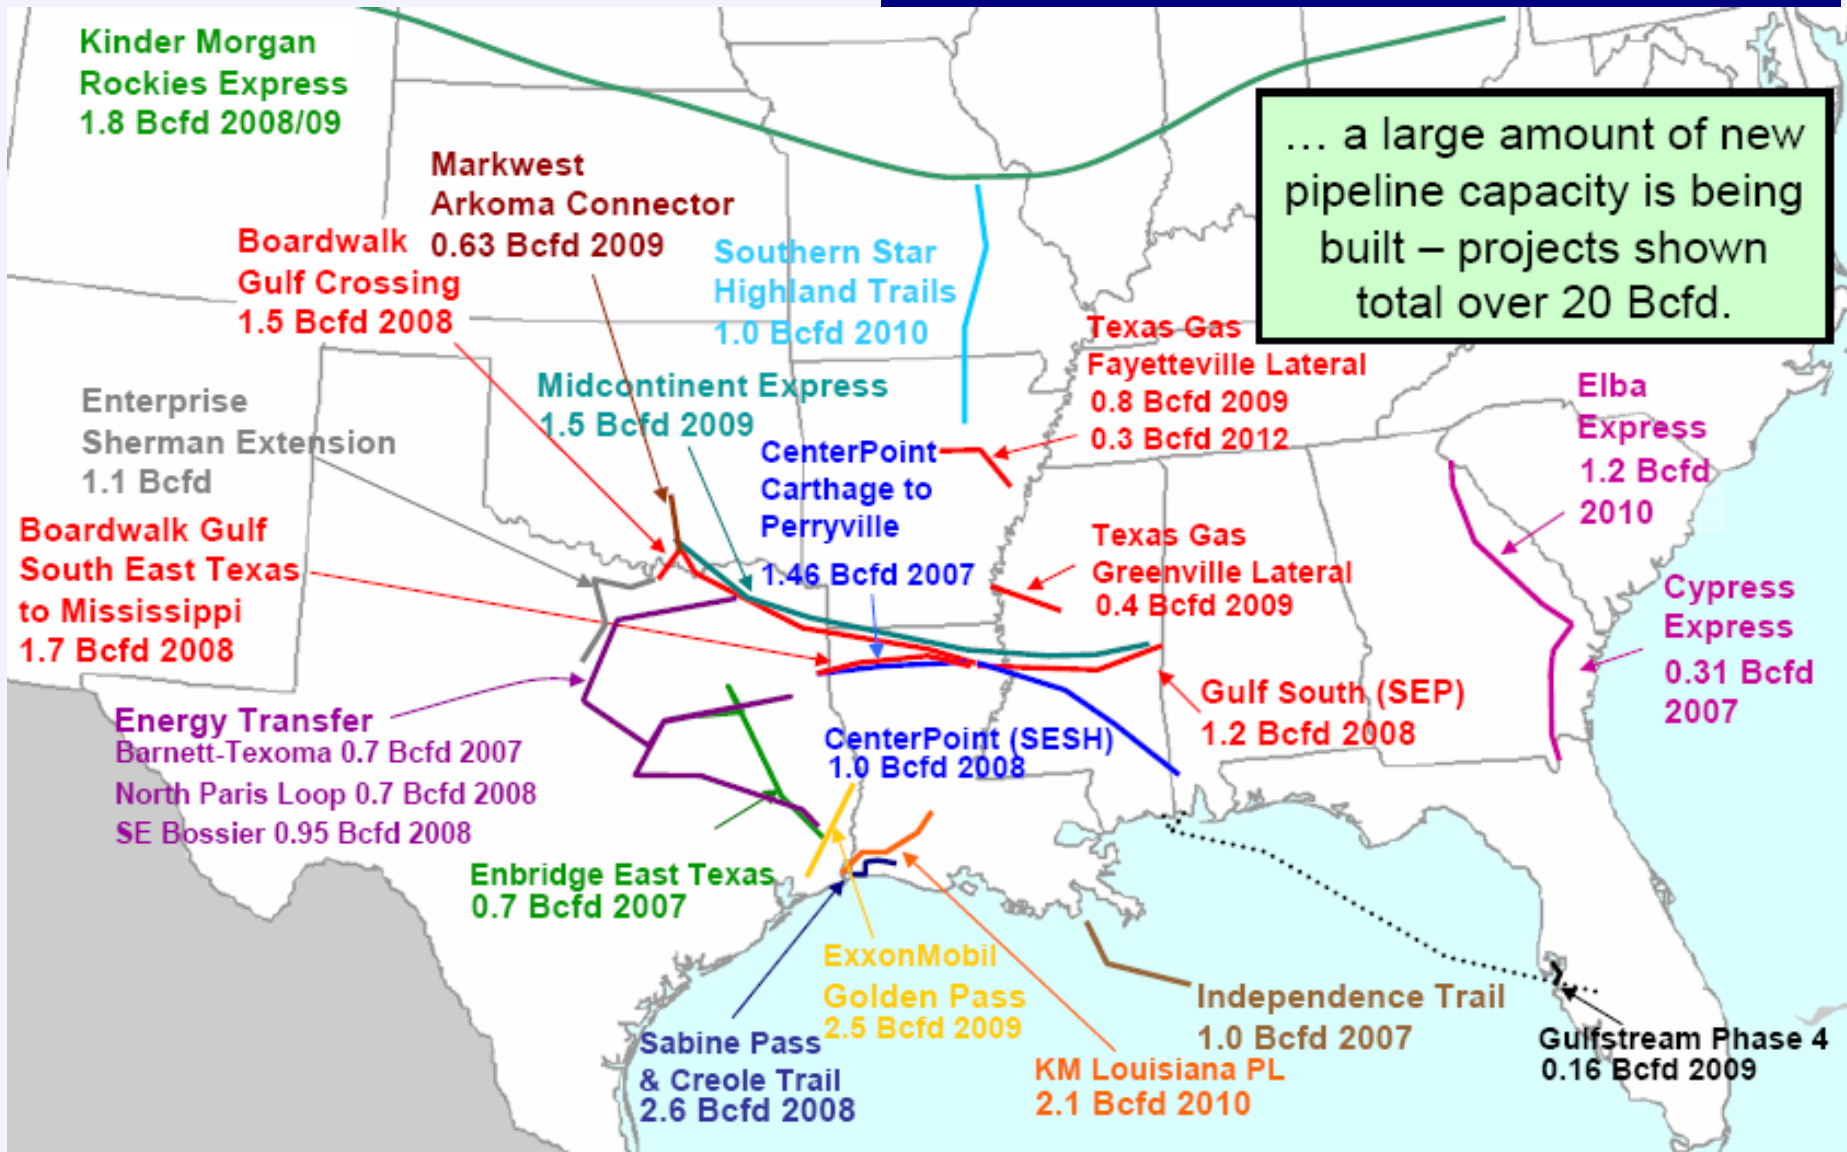 Kinder Morgan
Rockies Express
1.8 Bcfd 2008/09
... a large amount of new
pipeline capacity is being
built – projects shown
total over 20 Bcfd.
Markwest
Arkoma Connector
0.63 Bcfd 2009
Boardwalk
Gulf Crossing
1.5 Bcfd 2008
Southern Star
Highland Trails
1.0 Bcfd 2010
Texas Gas
Fayetteville Lateral
0.8 Bcfd 2009
0.3 Bcfd 2012
Midcontinent Express
1.5 Bcfd 2009
Enterprise
Sherman Extension
1.1 Bcfd
Elba
Express
1.2 Bcfd
2010
CenterPoint
Carthage to
Perryville
1.46 Bcfd 2007
Boardwalk Gulf
South East Texas
to Mississippi
1.7 Bcfd 2008
Texas Gas
Greenville Lateral
0.4 Bcfd 2009
Cypress
Express
0.31 Bcfd
2007
Gulf South (SEP)
1.2 Bcfd 2008
Energy Transfer
Barnett-Texoma 0.7 Bcfd 2007
North Paris Loop 0.7 Bcfd 2008
SE Bossier 0.95 Bcfd 2008
CenterPoint (SESH)
1.0 Bcfd 2008
Enbridge East Texas
0.7 Bcfd 2007
ExxonMobil
Golden Pass
2.5 Bcfd 2009
Independence Trail
1.0 Bcfd 2007
Sabine Pass
& Creole Trail
2.6 Bcfd 2008
KM Louisiana PL
2.1 Bcfd 2010
Gulfstream Phase 4
0.16 Bcfd 2009